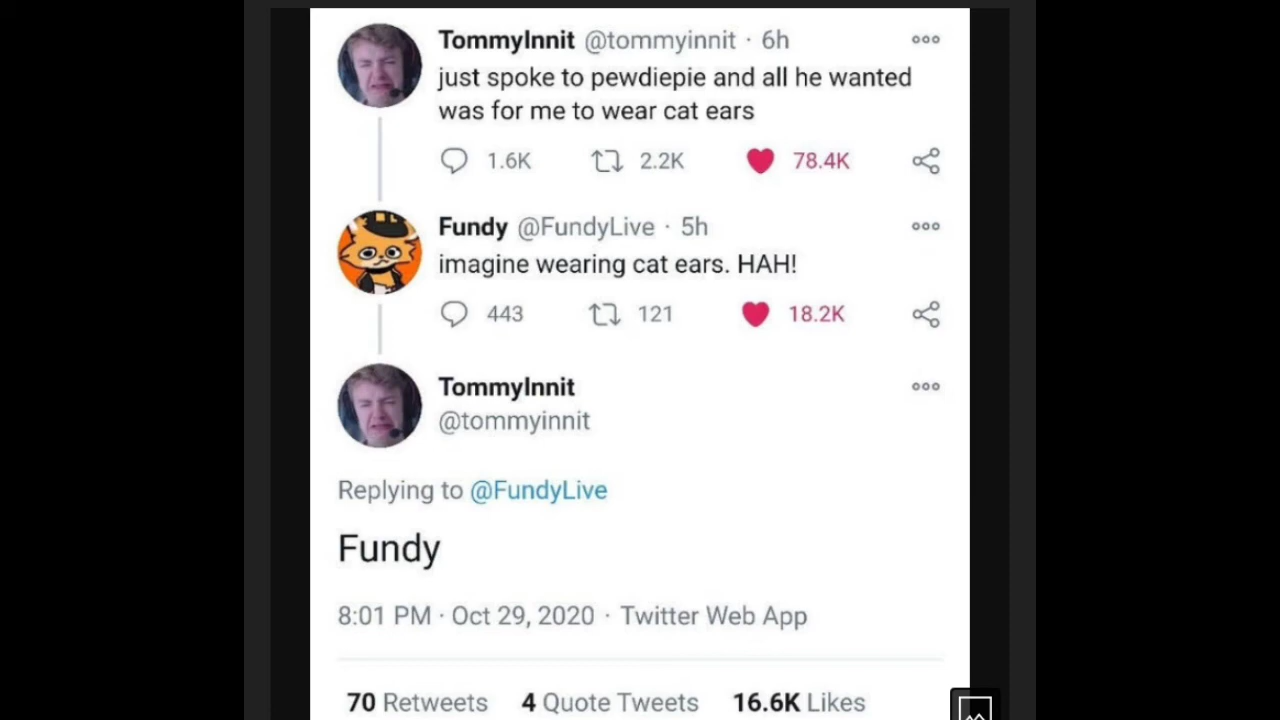 TommyInnit @tommyinnit · 6h
just spoke to pewdiepie and all he wanted
was for me to wear cat ears
1.6K 2.2K 78.4K
Fundy @FundyLive · 5h
imagine wearing cat ears. HAH!
443 121 18.2K
TommyInnit
@tommyinnit
Replying to @FundyLive
Fundy
8:01 PM · Oct 29, 2020 · Twitter Web App
70 Retweets 4 Quote Tweets 16.6K Likes